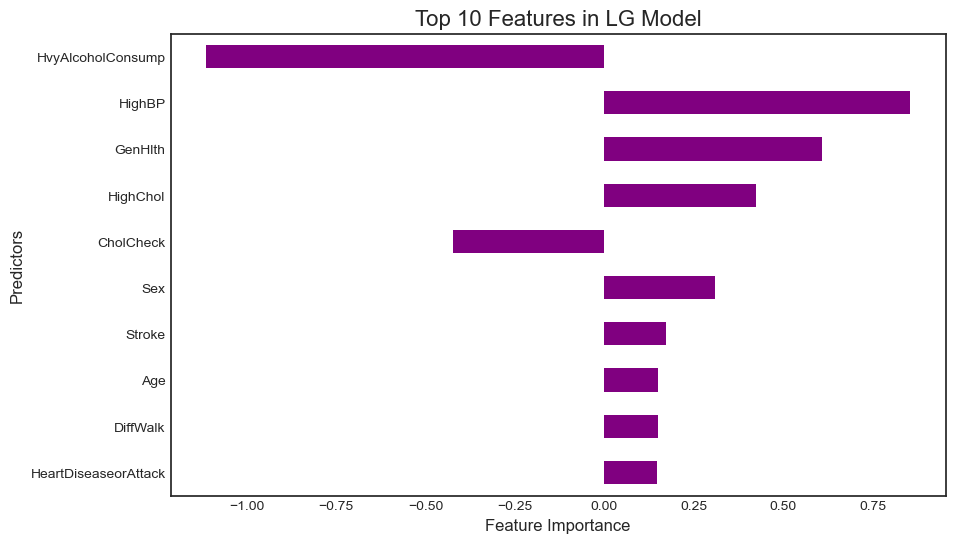 Top 10 Features in LG Model
HvyAlcoholConsump
HighBP
GenHlth
HighChol
CholCheck
Sex
Stroke
Age
DiffWalk
HeartDiseaseorAttack
Predictors
−1.00 −0.75 −0.50 −0.25 0.00 0.25 0.50 0.75
Feature Importance